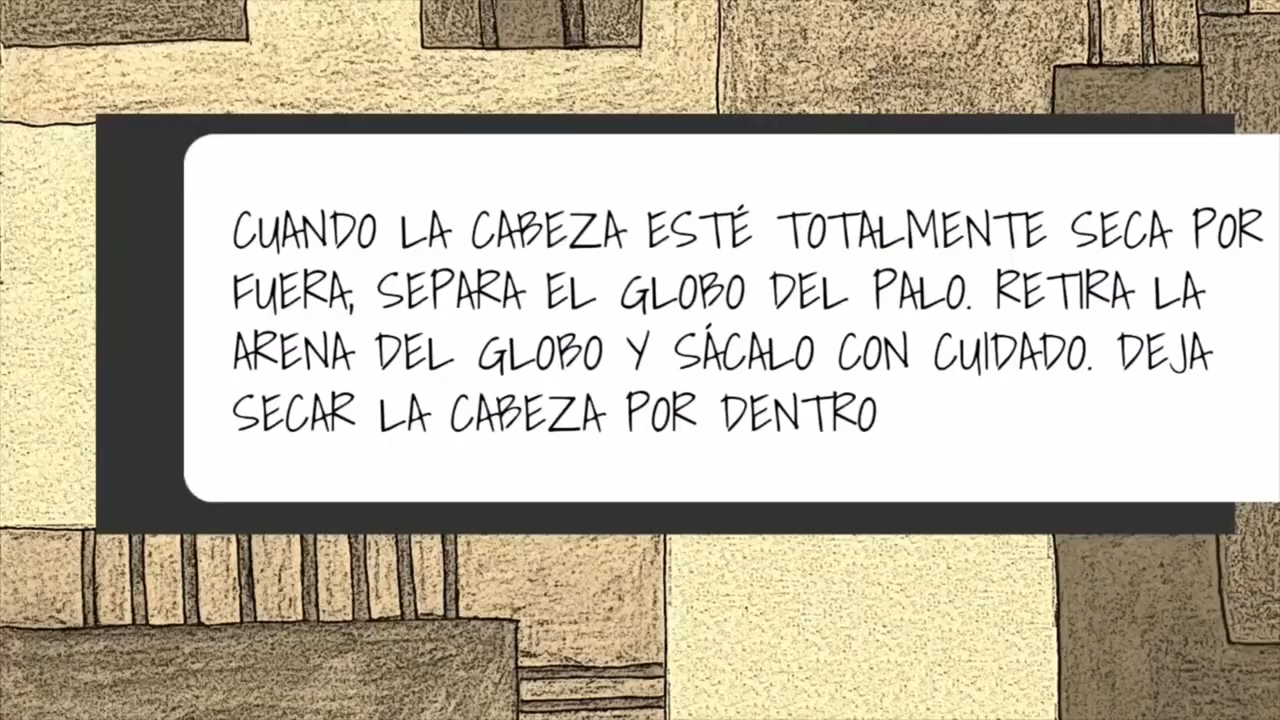 CUANDO LA CABEZA ESTÉ TOTALMENTE SECA POR
FUERA, SEPARA EL GLOBO DEL PALO. RETIRA LA
ARENA DEL GLOBO Y SÁCALO CON CUIDADO. DEJA
SECAR LA CABEZA POR DENTRO